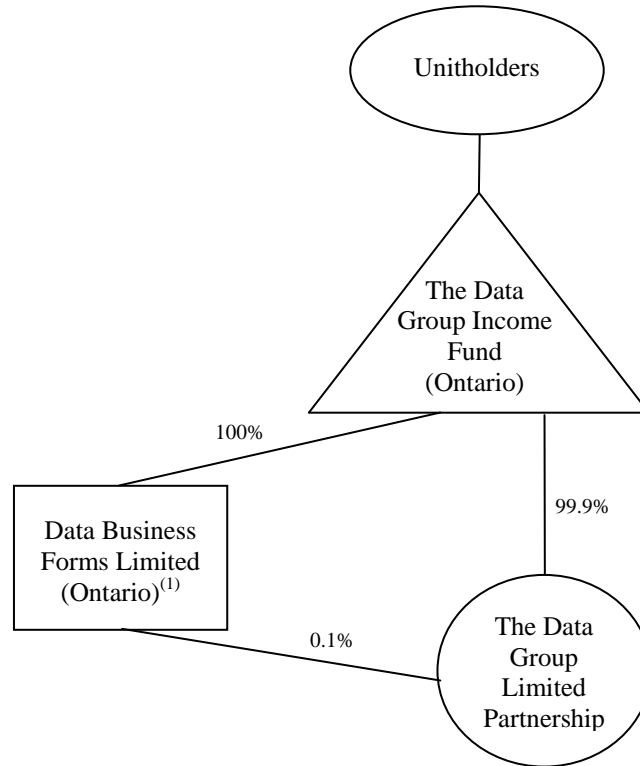 Unitholders
The Data
Group Income
Fund
(Ontario)
100%
99.9%
Data Business
Forms Limited
(Ontario)(1)
0.1%
The Data
Group
Limited
Partnership